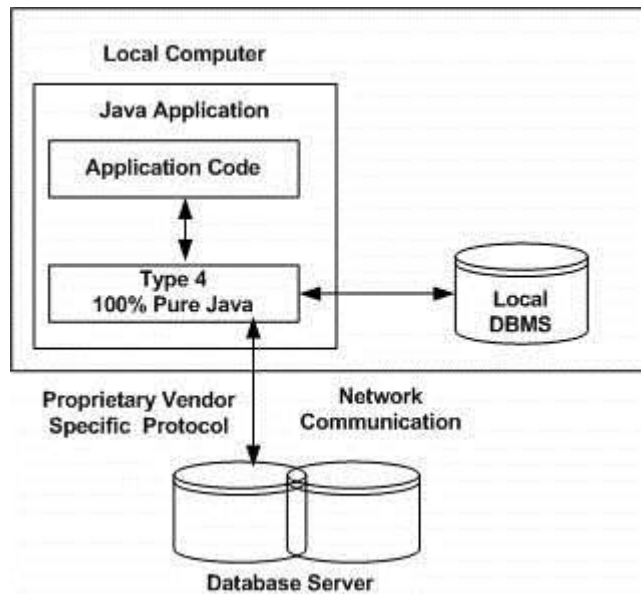 Local Computer
Java Application
Application Code
Type 4
100% Pure Java
Local
DBMS
Proprietary Vendor
Specific Protocol
Network
Communication
Database Server